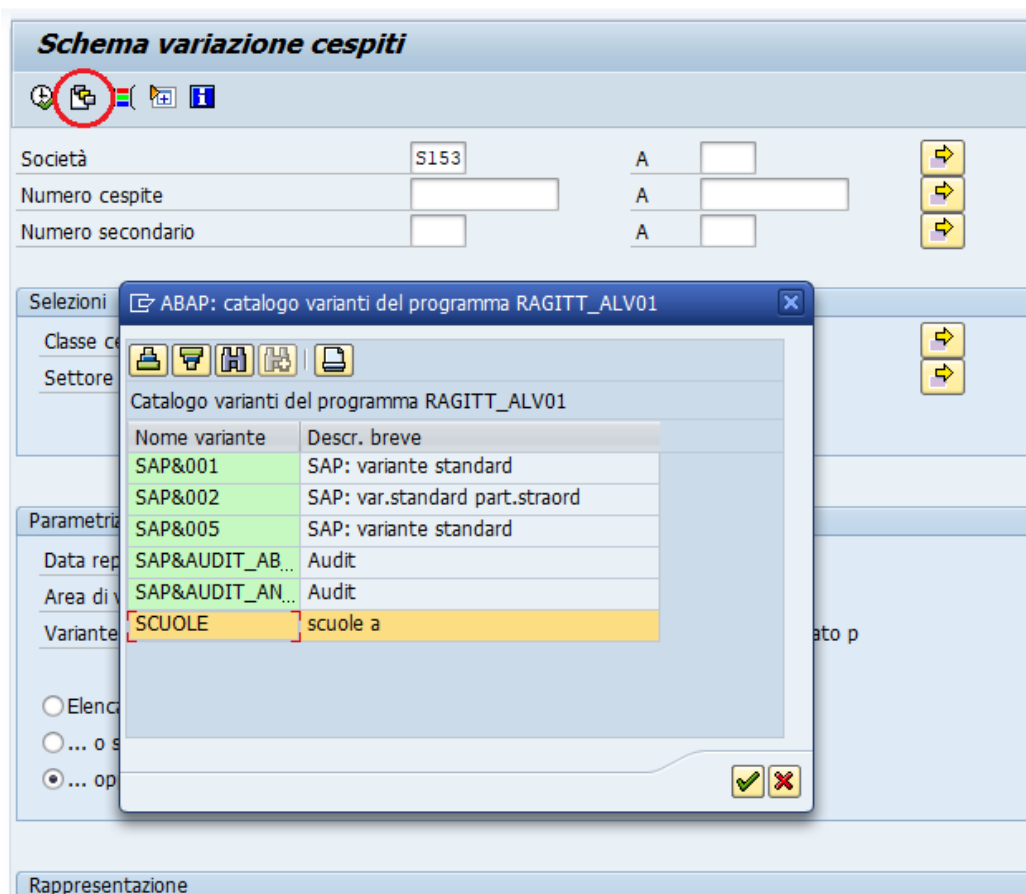 Schema variazione cespiti
Società S153 A
Numero cespite A
Numero secondario A
Selezioni
ABAP: catalogo varianti del programma RAGITT_ALV01
Classe ce
Settore
Catalogo varianti del programma RAGITT_ALV01
Nome variante Descr. breve
SAP&001 SAP: variante standard
SAP&002 SAP: var.standard part.straord
SAP&005 SAP: variante standard
SAP&AUDIT_AB... Audit
SAP&AUDIT_AN... Audit
SCUOLE scuole a
Parametriz
Data rep
Area di v
Variante ato p
Elenca
... o s
... op
Rappresentazione